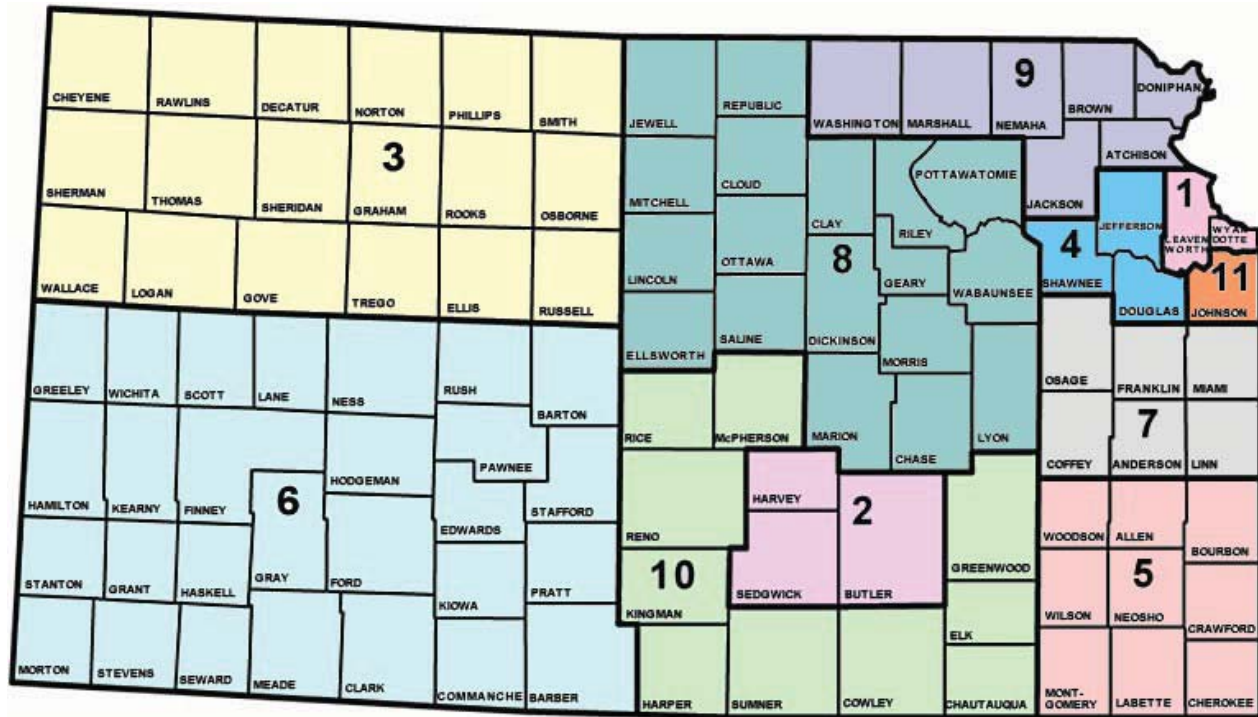 CHEYENE
RAWLINS
DECATUR
NORTON
PHILLIPS
SMITH
SHERMAN
THOMAS
SHERIDAN
3
GRAHAM
ROOKS
OSBORNE
WALLACE
LOGAN
GOVE
TREGO
ELLIS
RUSSELL
JEWELL
REPUBLIC
MITCHELL
CLOUD
LINCOLN
OTTAWA
ELLSWORTH
SALINE
CLAY
POTTAWATOMIE
RILEY
8
GEARY
WABAUNSEE
DICKINSON
MORRIS
MARION
CHASE
LYON
WASHINGTON
MARSHALL
9
NEMAHA
BROWN
DONIPHAN
ATCHISON
JACKSON
JEFFERSON
4
SHAWNEE
DOUGLAS
1
LEAVEN
WORTH
WYAN
DOTTE
11
JOHNSON
OSAGE
FRANKLIN
MIAMI
7
COFFEY
ANDERSON
LINN
GREELEY
WICHITA
SCOTT
LANE
NESS
RUSH
BARTON
PAWNEE
HODGEMAN
HAMILTON
KEARNY
FINNEY
6
EDWARDS
STAFFORD
STANTON
GRANT
HASKELL
GRAY
FORD
KIOWA
PRATT
MORTON
STEVENS
SEWARD
MEADE
CLARK
COMMANCHE
BARBER
RICE
McPHERSON
RENO
HARVEY
2
SEDGWICK
BUTLER
10
KINGMAN
GREENWOOD
ELK
HARPER
SUMNER
COWLEY
CHAUTAUQUA
WOODSON
ALLEN
BOURBON
5
WILSON
NEOSHO
CRAWFORD
MONT-
GOMERY
LABETTE
CHEROKEE